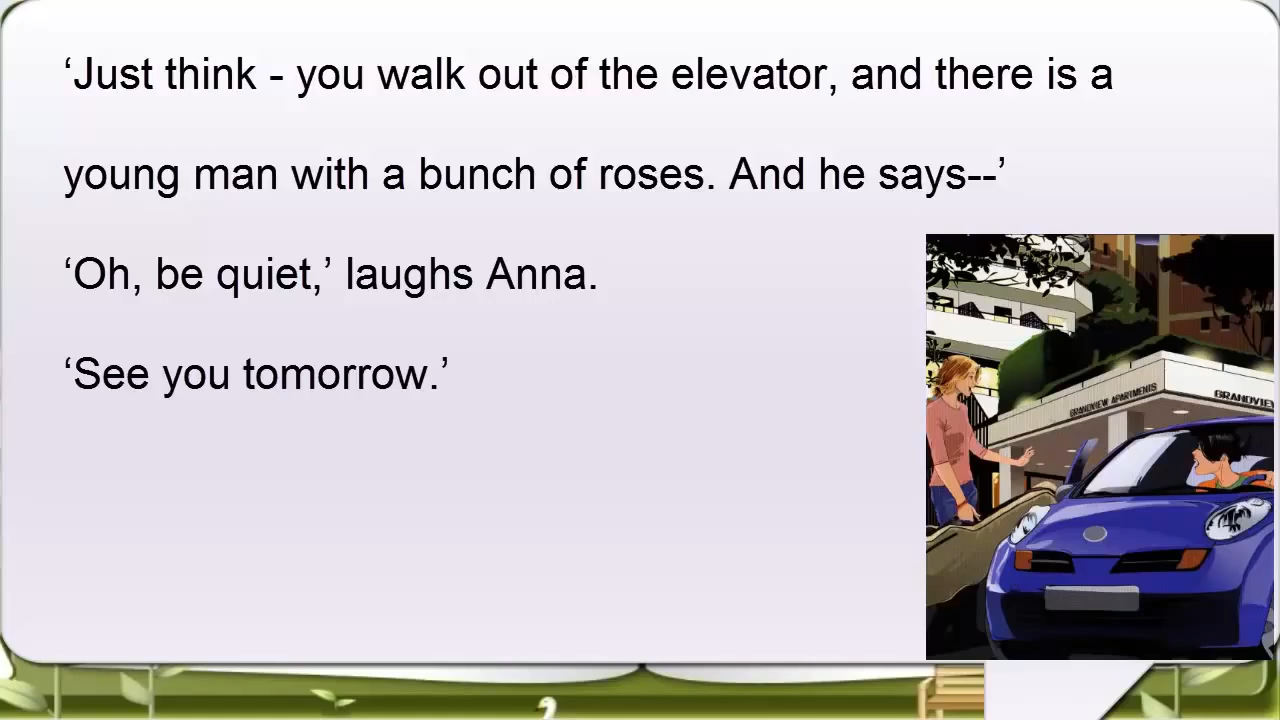 ‘Just think - you walk out of the elevator, and there is a
young man with a bunch of roses. And he says--’
‘Oh, be quiet,’ laughs Anna.
‘See you tomorrow.’
GRANDVIEW APARTMENTS
GRANDVIEW